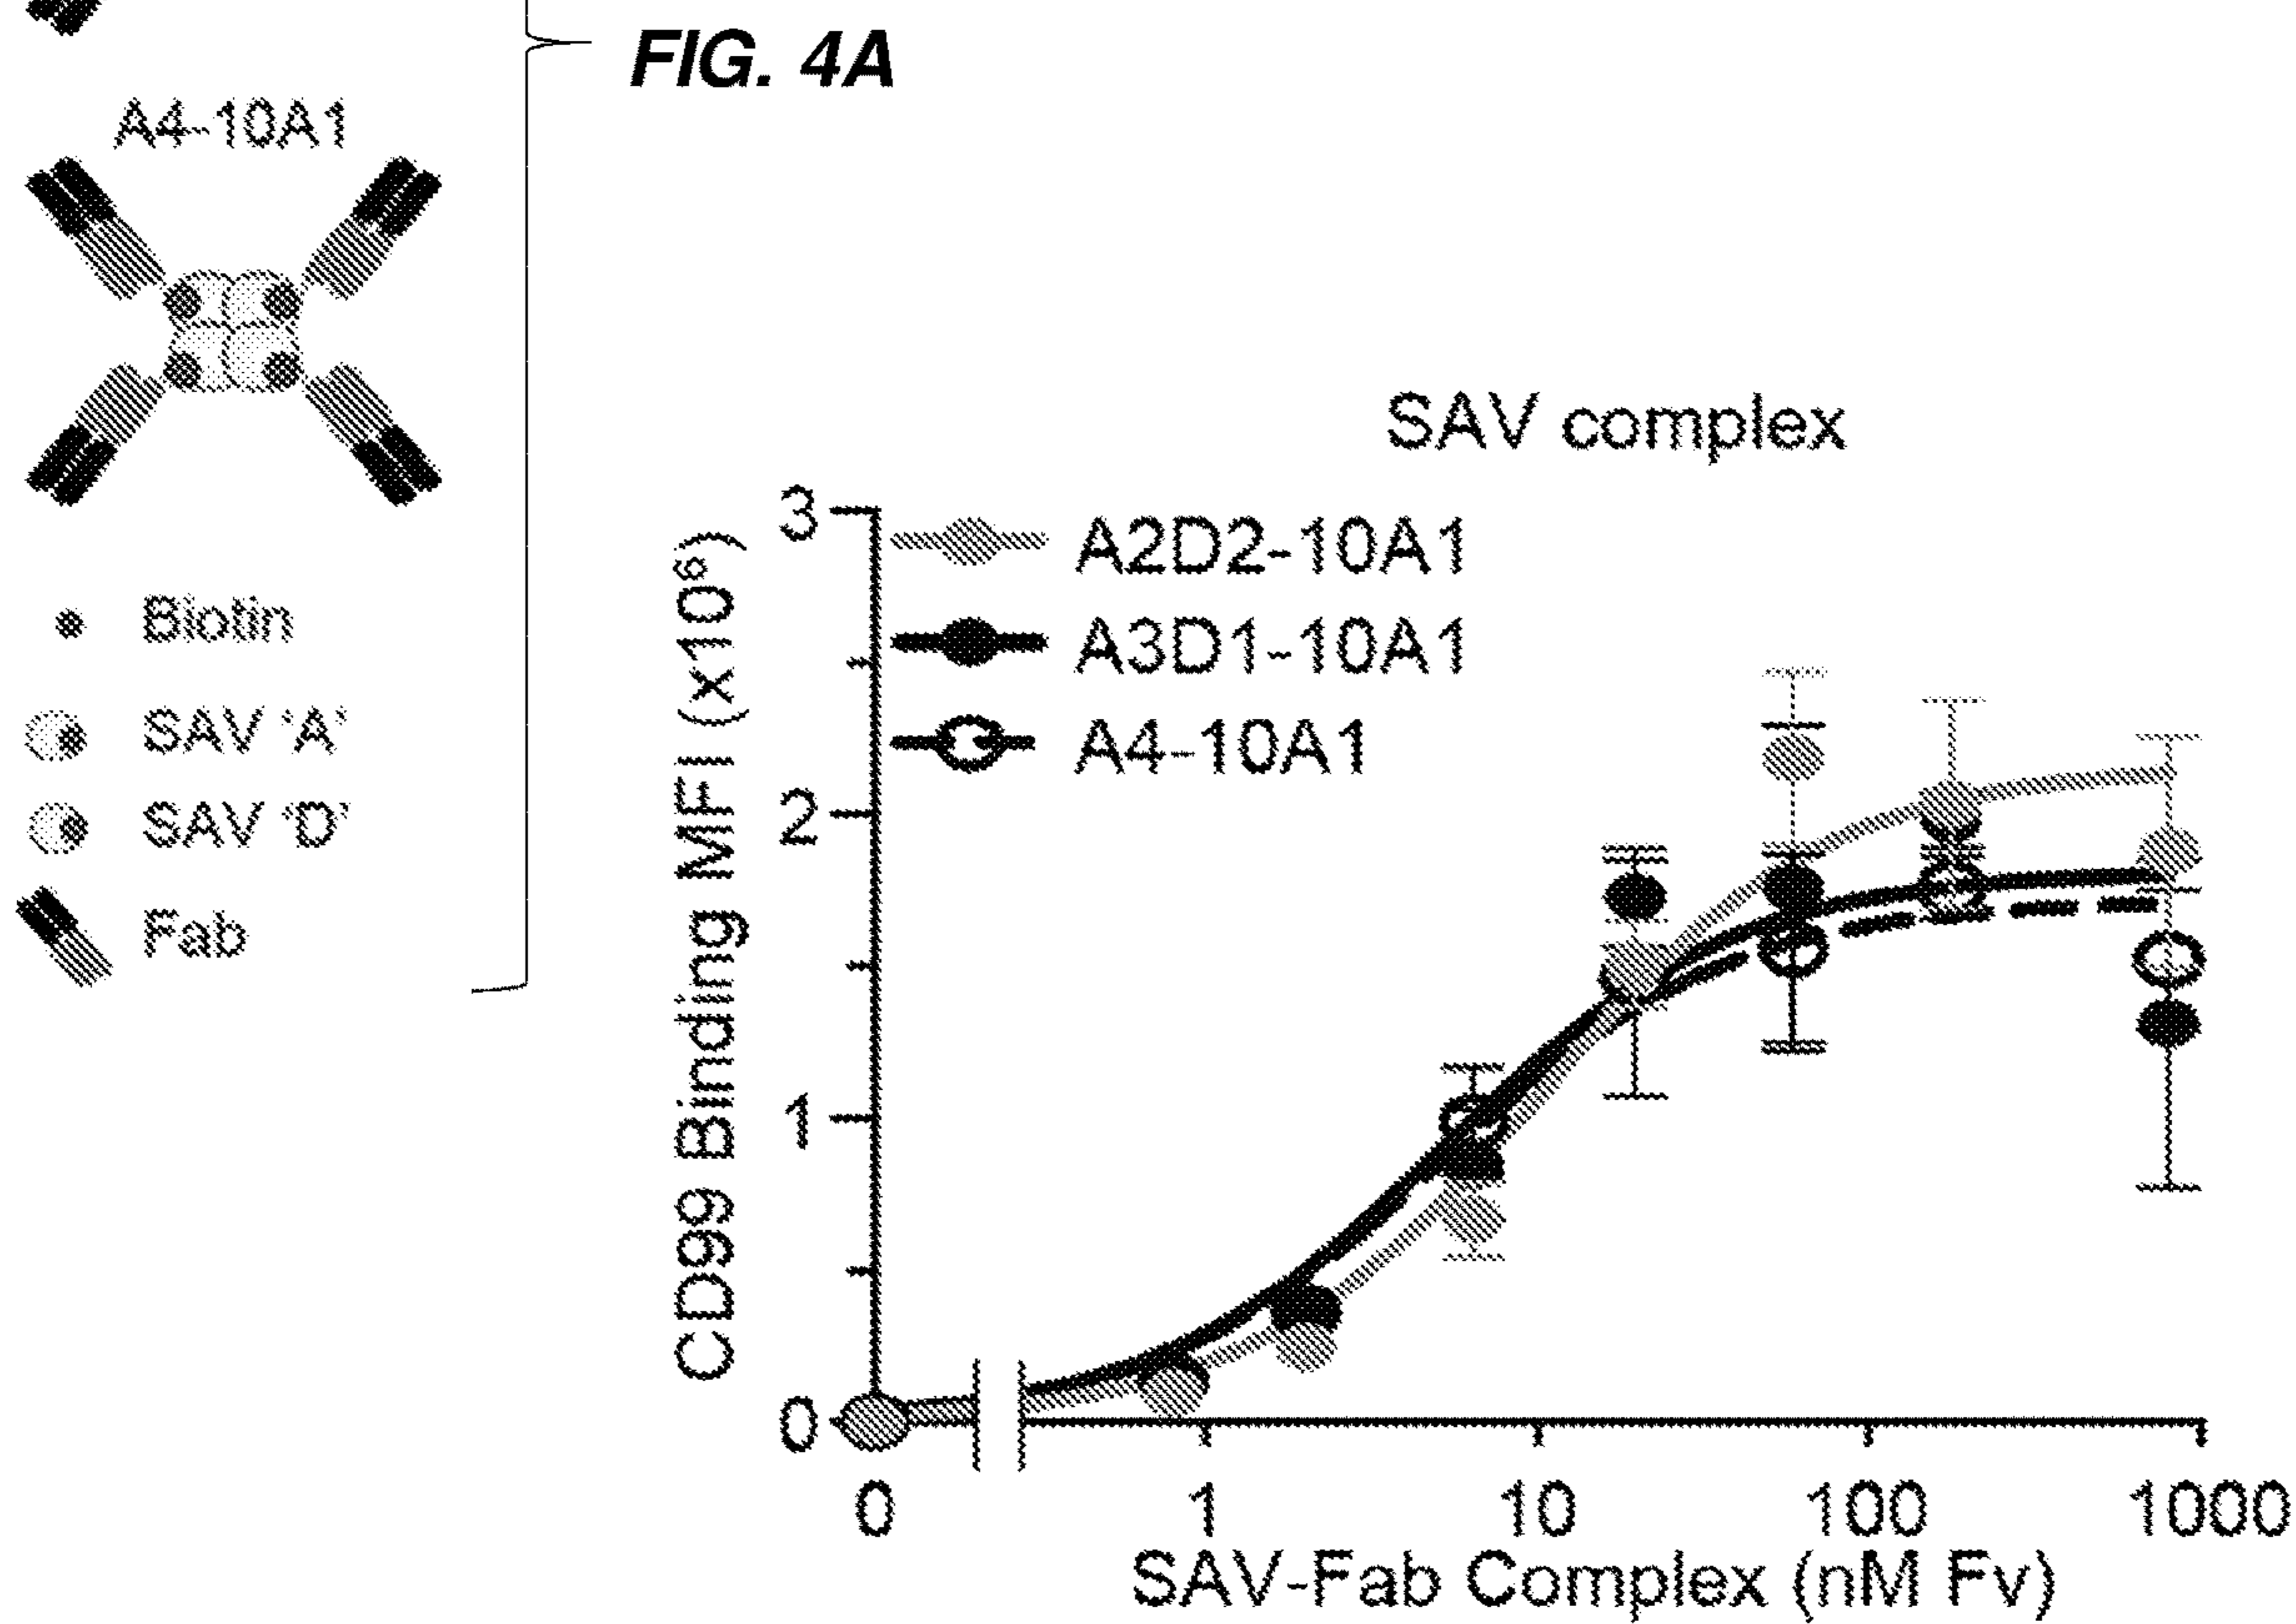 FIG. 4A
A4-10A1
Biotin
SAV ‘A’
SAV ‘D’
Fab
SAV complex
A2D2-10A1
A3D1-10A1
A4-10A1
CD99 Binding MFI (x10⁶)
3
2
1
0
0
1
10
100
1000
SAV-Fab Complex (nM Fv)